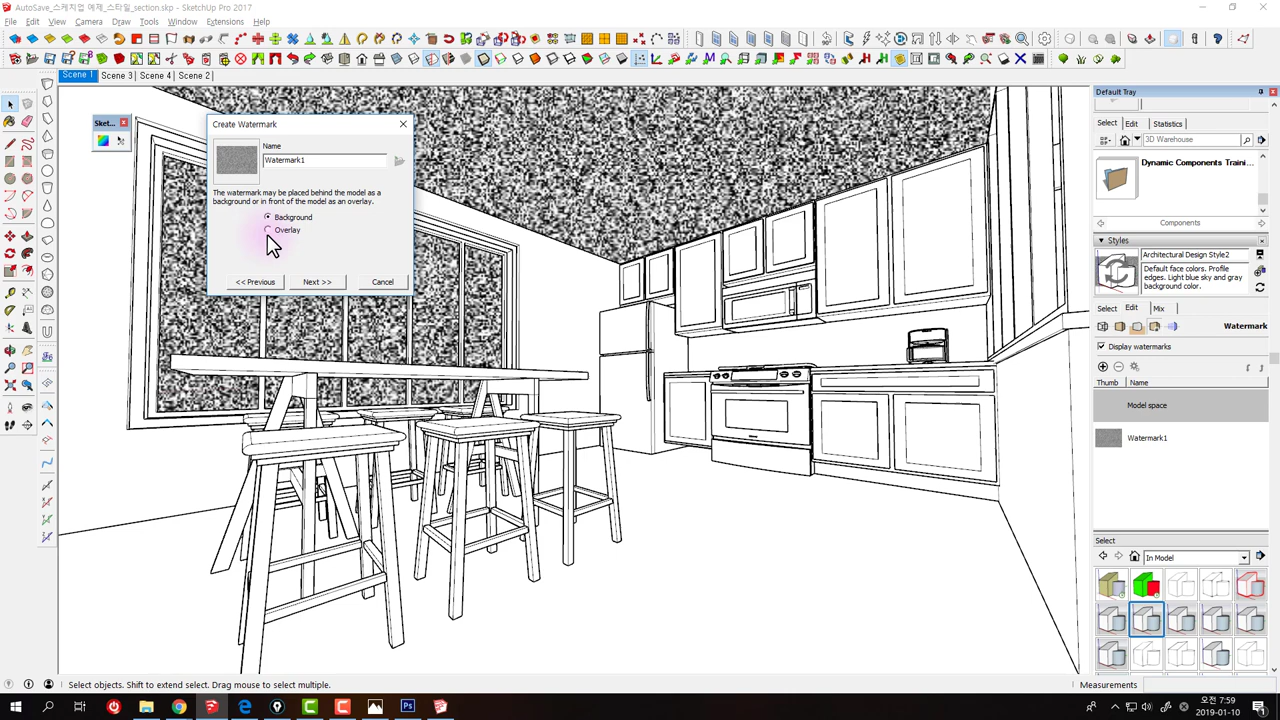 AutoSave_스케치업 예제_스타일_section.skp - SketchUp Pro 2017
File Edit View Camera Draw Tools Window Extensions Help
Scene 1 Scene 3 Scene 4 Scene 2
Sket...
Create Watermark
Name
Watermark1
The watermark may be placed behind the model as a
background or in front of the model as an overlay.
Background
Overlay
<< Previous Next >> Cancel
Default Tray
Select Edit Statistics
3D Warehouse
Dynamic Components Traini...
Components
Styles
Architectural Design Style2
Default face colors. Profile
edges. Light blue sky and gray
background color.
Select Edit Mix
Watermark
Display watermarks
Thumb Name
Model space
Watermark1
Select
In Model
Select objects. Shift to extend select. Drag mouse to select multiple.
Measurements
오전 7:59
2019-01-10